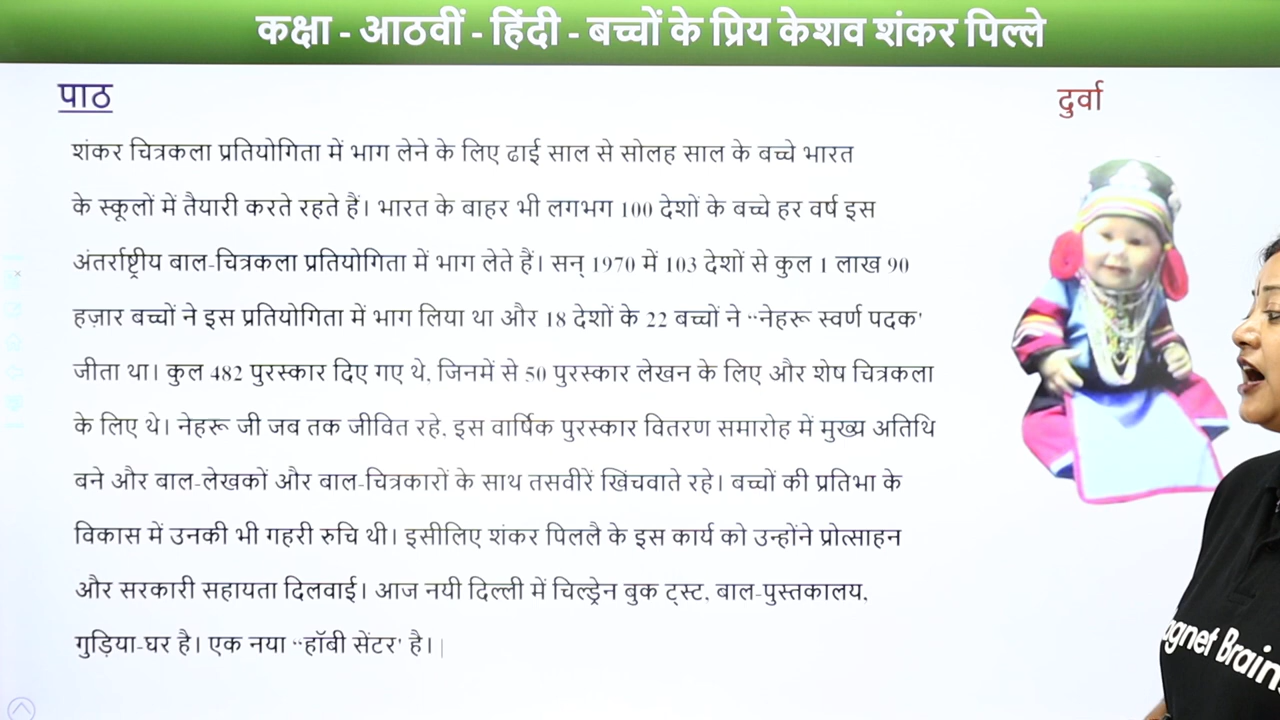 कक्षा - आठवीं - हिंदी - बच्चों के प्रिय केशव शंकर पिल्ले
पाठ
दुर्वा
शंकर चित्रकला प्रतियोगिता में भाग लेने के लिए ढाई साल से सोलह साल के बच्चे भारत
के स्कूलों में तैयारी करते रहते हैं। भारत के बाहर भी लगभग 100 देशों के बच्चे हर वर्ष इस
अंतर्राष्ट्रीय बाल-चित्रकला प्रतियोगिता में भाग लेते हैं। सन् 1970 में 103 देशों से कुल 1 लाख 90
हज़ार बच्चों ने इस प्रतियोगिता में भाग लिया था और 18 देशों के 22 बच्चों ने “नेहरू स्वर्ण पदक'
जीता था। कुल 482 पुरस्कार दिए गए थे, जिनमें से 50 पुरस्कार लेखन के लिए और शेष चित्रकला
के लिए थे। नेहरू जी जब तक जीवित रहे, इस वार्षिक पुरस्कार वितरण समारोह में मुख्य अतिथि
बने और बाल-लेखकों और बाल-चित्रकारों के साथ तसवीरें खिंचवाते रहे। बच्चों की प्रतिभा के
विकास में उनकी भी गहरी रुचि थी। इसीलिए शंकर पिललै के इस कार्य को उन्होंने प्रोत्साहन
और सरकारी सहायता दिलवाई। आज नयी दिल्ली में चिल्ड्रेन बुक ट्स्ट, बाल-पुस्तकालय,
गुड़िया-घर है। एक नया “हॉबी सेंटर' है।
agnet Brain